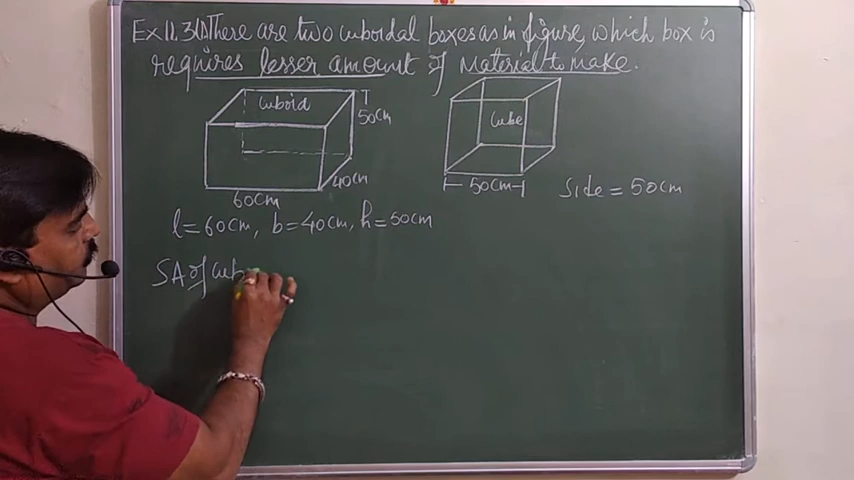 Ex 11.3 (1) There are two cuboidal boxes as in figure, which box is
requires lesser amount of Material to make.
cuboid
50cm
40cm
60cm
cube
50cm
Side = 50cm
l = 60cm, b = 40cm, h = 50cm
SA of cub